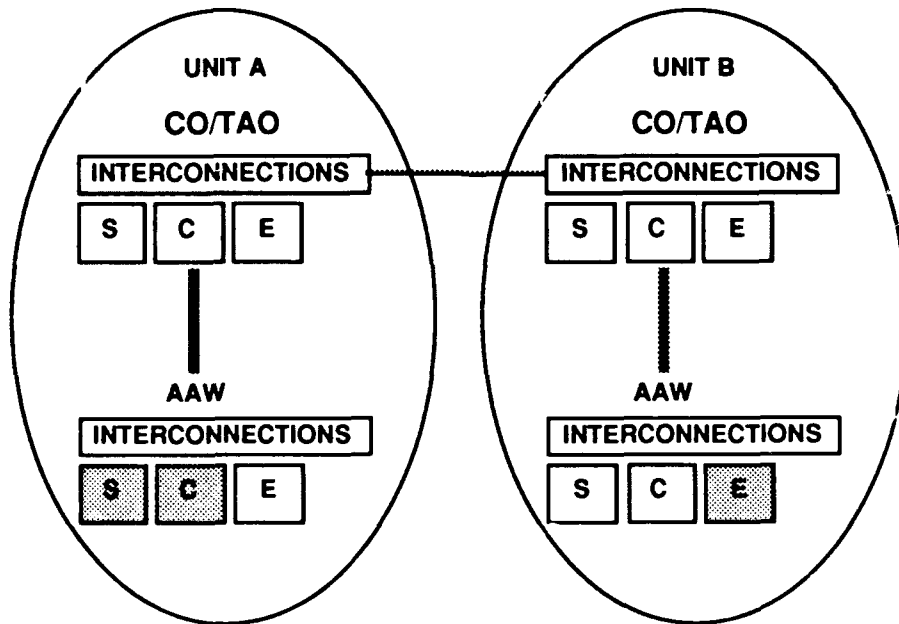 UNIT A
CO/TAO
INTERCONNECTIONS
S C E
AAW
INTERCONNECTIONS
S C E
UNIT B
CO/TAO
INTERCONNECTIONS
S C E
AAW
INTERCONNECTIONS
S C E